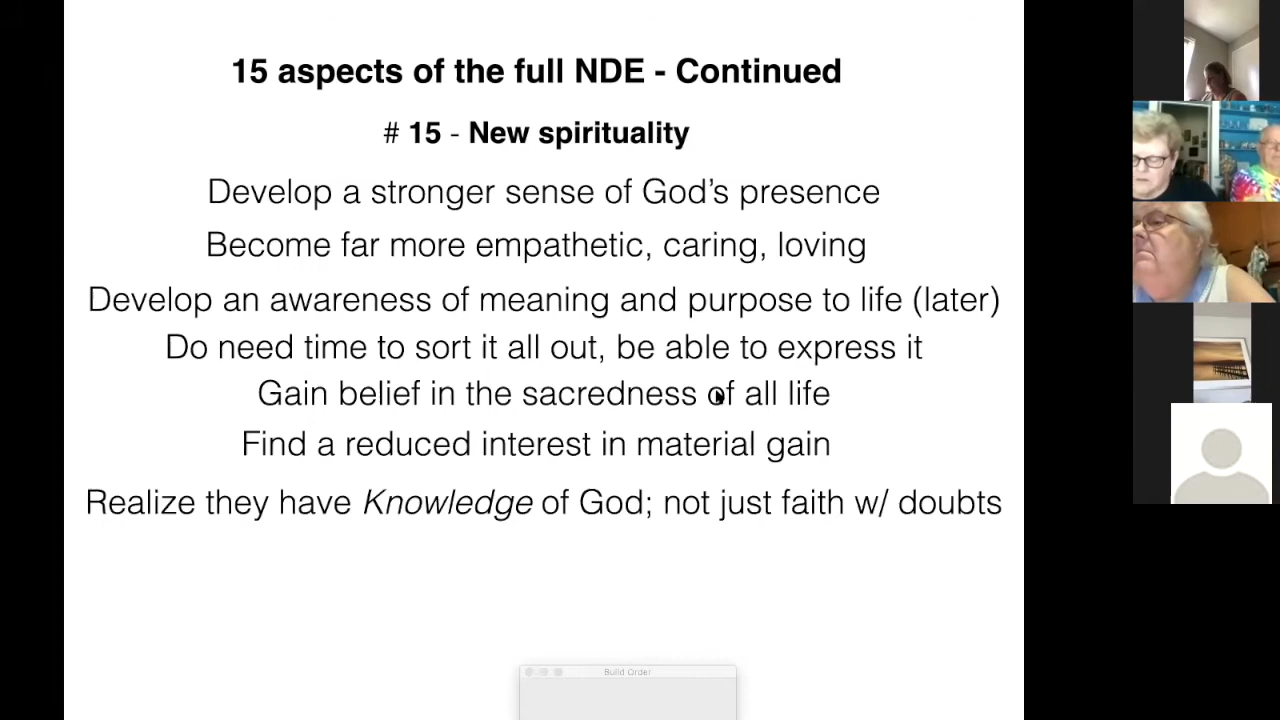 15 aspects of the full NDE - Continued
# 15 - New spirituality
Develop a stronger sense of God’s presence
Become far more empathetic, caring, loving
Develop an awareness of meaning and purpose to life (later)
Do need time to sort it all out, be able to express it
Gain belief in the sacredness of all life
Find a reduced interest in material gain
Realize they have Knowledge of God; not just faith w/ doubts
Build Order